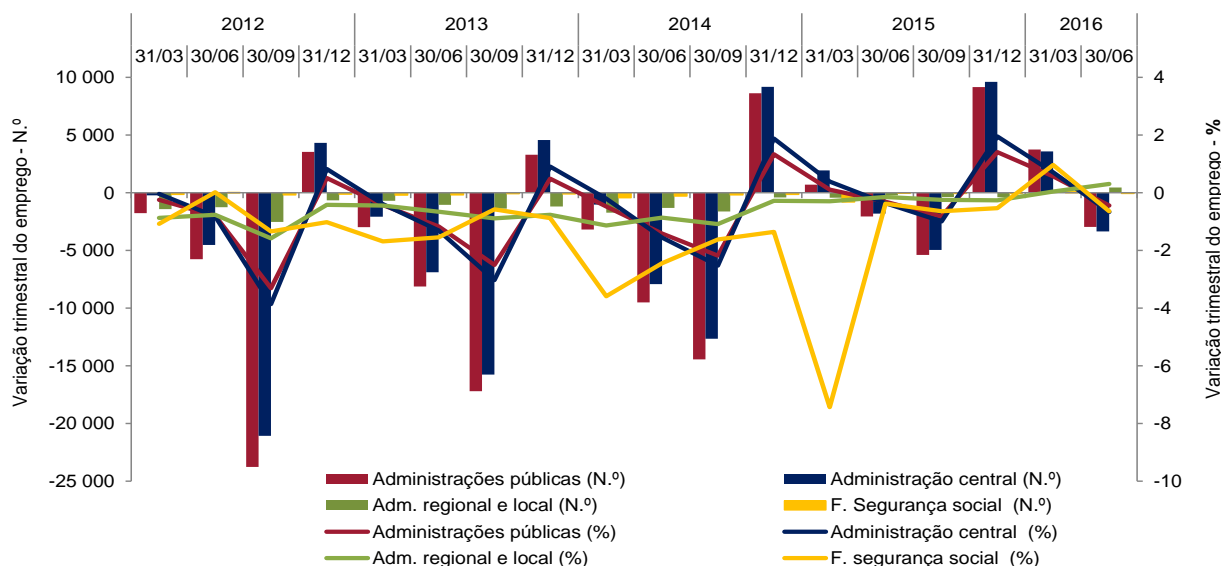 2012 2013 2014 2015 2016
31/03 30/06 30/09 31/12 31/03 30/06 30/09 31/12 31/03 30/06 30/09 31/12 31/03 30/06 30/09 31/12 31/03 30/06
10 000
5 000
0
-5 000
-10 000
-15 000
-20 000
-25 000
Variação trimestral do emprego - N.º
4
2
0
-2
-4
-6
-8
-10
Variacão trimestral do emprego - %
Administrações públicas (N.º) Administração central (N.º)
Adm. regional e local (N.º) F. Segurança social (N.º)
Administrações públicas (%) Administração central (%)
Adm. regional e local (%) F. segurança social (%)